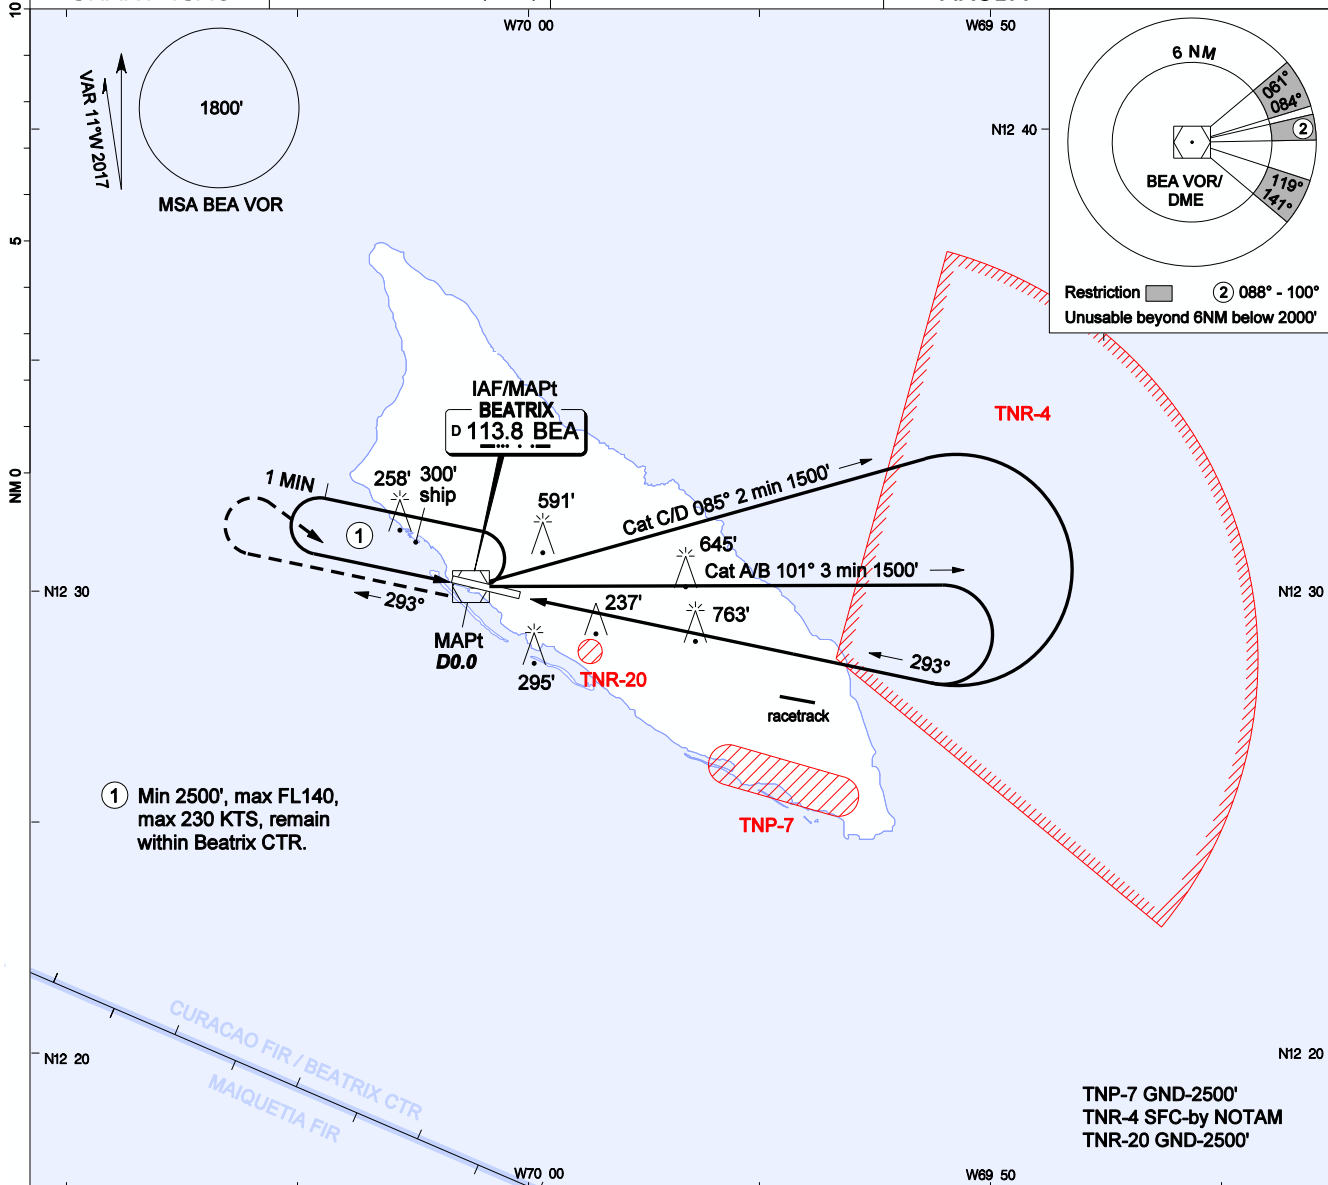 10
W70 00
W69 50
VAR 11°W 2017
1800'
MSA BEA VOR
6 NM
061°
084°
2
BEA VOR/
DME
119°
141°
Restriction
2 088° - 100°
Unusable beyond 6NM below 2000'
N12 40
5
IAF/MAPt
BEATRIX
D 113.8 BEA
TNR-4
NM 0
1 MIN
258'
300'
ship
591'
Cat C/D 085° 2 min 1500'
1
645'
Cat A/B 101° 3 min 1500'
N12 30
N12 30
293°
237'
763'
MAPt
D0.0
293°
295'
TNR-20
racetrack
1 Min 2500', max FL140,
max 230 KTS, remain
within Beatrix CTR.
TNP-7
CURACAO FIR / BEATRIX CTR
MAIQUETIA FIR
N12 20
N12 20
TNP-7 GND-2500'
TNR-4 SFC-by NOTAM
TNR-20 GND-2500'
W70 00
W69 50